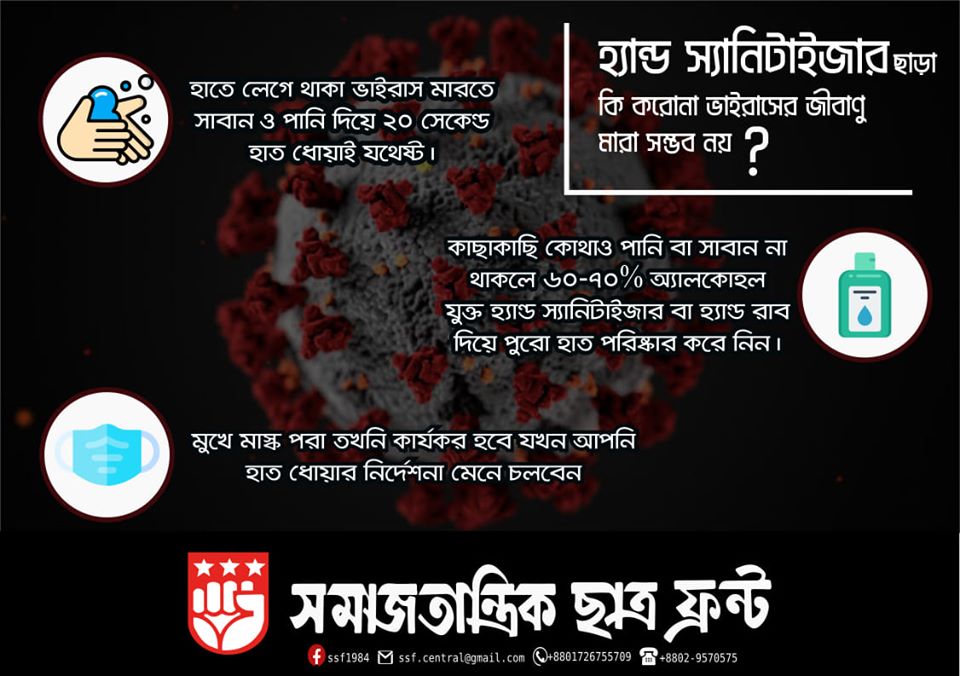 হ্যান্ড স্যানিটাইজার ছাড়া
কি করোনা ভাইরাসের জীবাণু
মারা সম্ভব নয় ?
হাতে লেগে থাকা ভাইরাস মারতে
সাবান ও পানি দিয়ে ২০ সেকেন্ড
হাত ধোয়াই যথেষ্ট।
কাছাকাছি কোথাও পানি বা সাবান না
থাকলে ৬০-৭০% অ্যালকোহল
যুক্ত হ্যান্ড স্যানিটাইজার বা হ্যান্ড রাব
দিয়ে পুরো হাত পরিষ্কার করে নিন।
মুখে মাস্ক পরা তখনি কার্যকর হবে যখন আপনি
হাত ধোয়ার নির্দেশনা মেনে চলবেন
সমাজতান্ত্রিক ছাত্র ফ্রন্ট
ssf1984 ssf.central@gmail.com +8801726755709 +8802-9570575